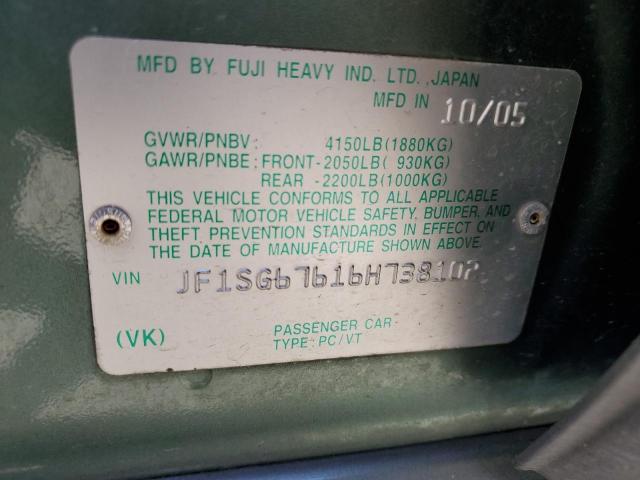 MFD BY FUJI HEAVY IND. LTD.,JAPAN
MFD IN 10/05
GVWR/PNBV: 4150LB(1880KG)
GAWR/PNBE: FRONT-2050LB( 930KG)
REAR -2200LB(1000KG)
THIS VEHICLE CONFORMS TO ALL APPLICABLE
FEDERAL MOTOR VEHICLE SAFETY, BUMPER, AND
THEFT PREVENTION STANDARDS IN EFFECT ON
THE DATE OF MANUFACTURE SHOWN ABOVE.
VIN JF1SG67616H738102
(VK) PASSENGER CAR
TYPE: PC/VT